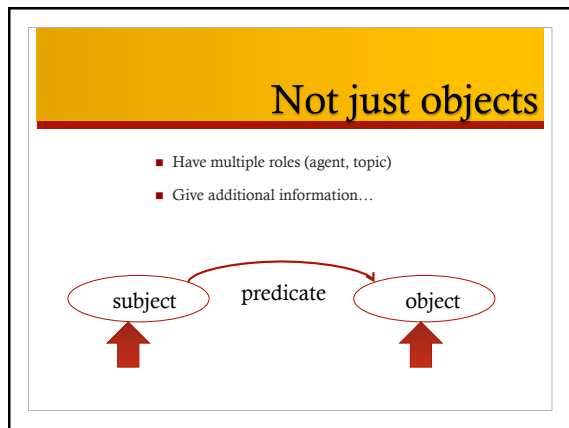 Not just objects
■ Have multiple roles (agent, topic)
■ Give additional information…
subject predicate object